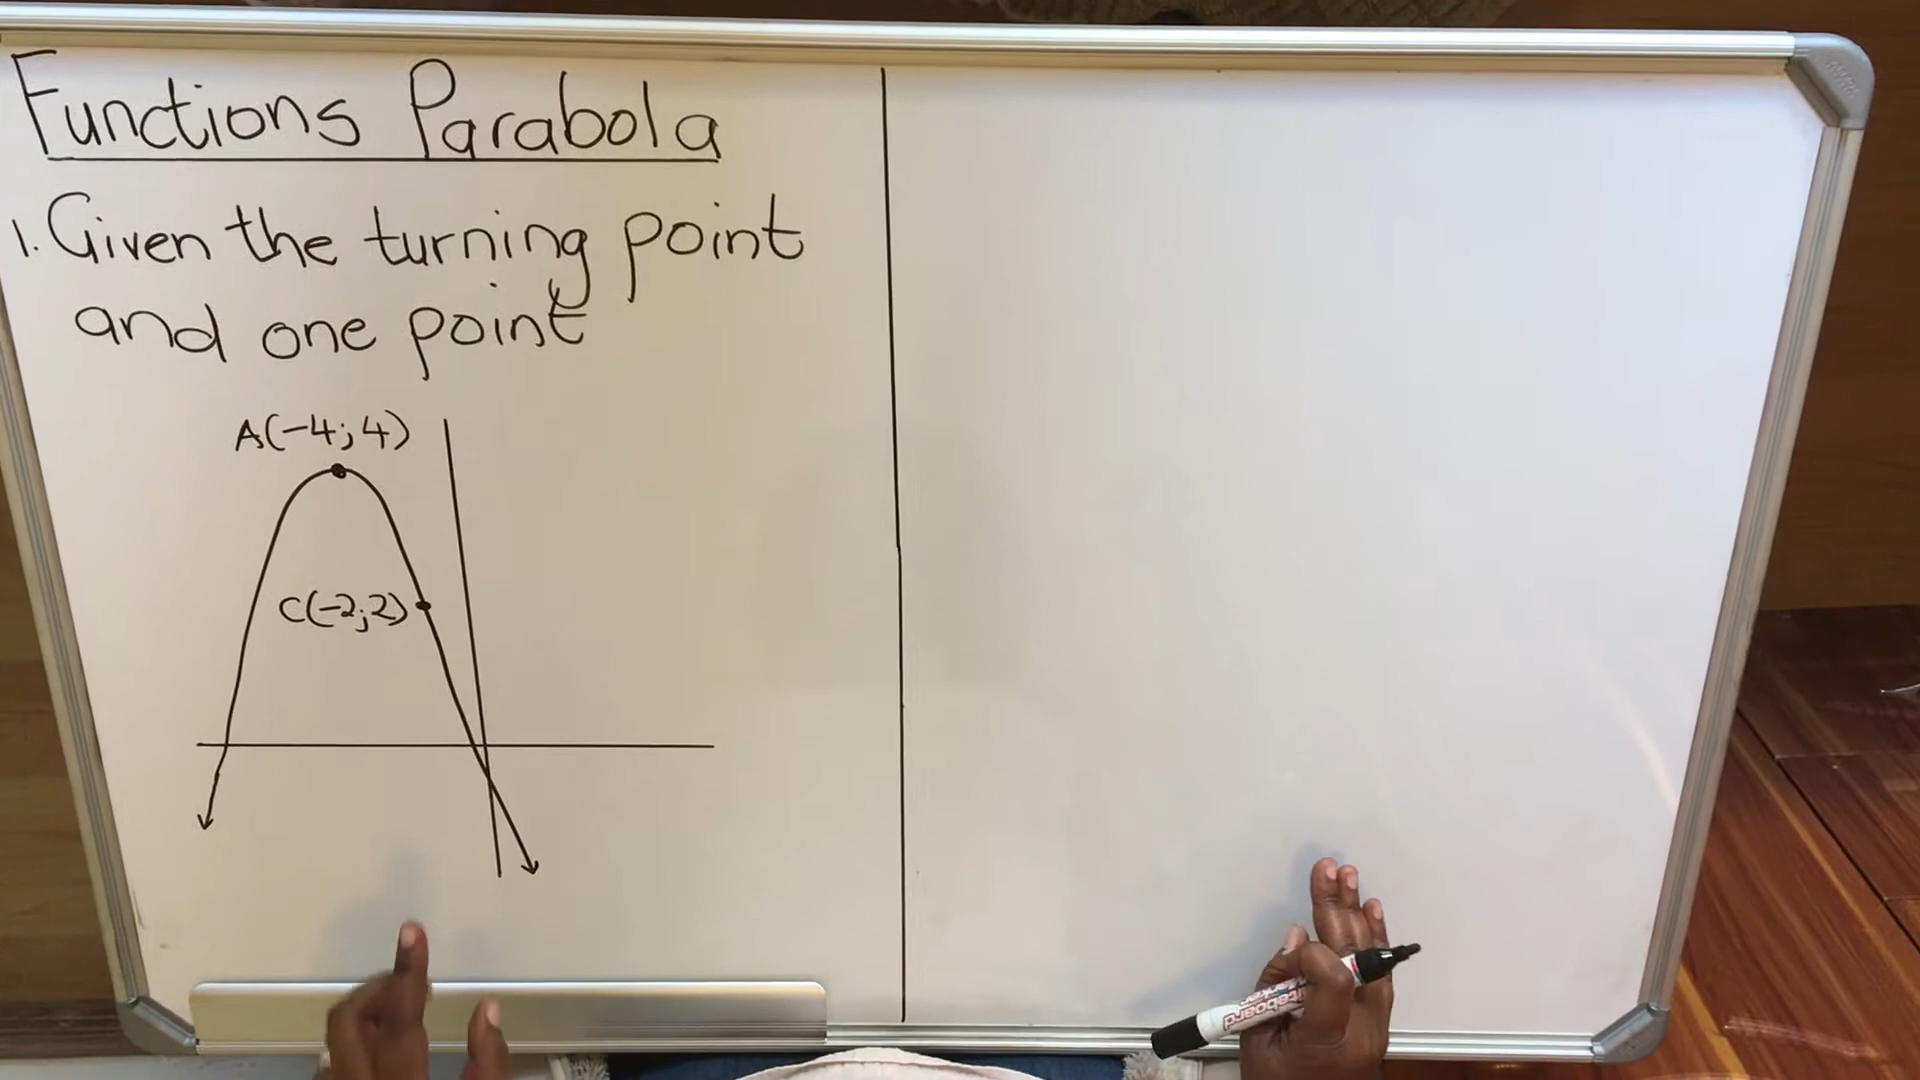 Functions Parabola
1. Given the turning point
and one point
A(-4; 4)
C(-2; 2)